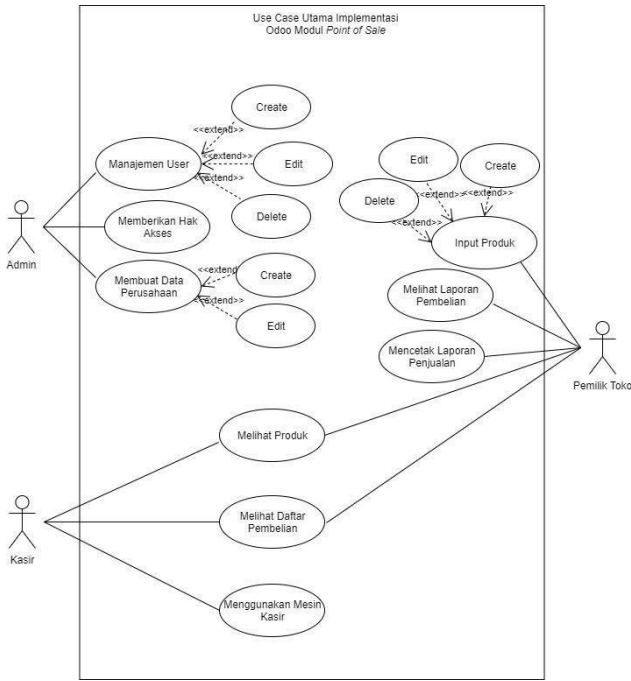 Use Case Utama Implementasi
Odoo Modul Point of Sale
Create
<<extend>>
Manajemen User
<<extend>>
Edit
<<extend>>
Delete
Admin
Memberikan Hak
Akses
Membuat Data
Perusahaan
<<extend
Create
<<extend>>
Edit
Edit
Create
Delete
<<extend>>
<<extend>>
<<extend>>
Input Produk
Melihat Laporan
Pembelian
Mencetak Laporan
Penjualan
Pemilik Toko
Melihat Produk
Kasir
Melihat Daftar
Pembelian
Menggunakan Mesin
Kasir